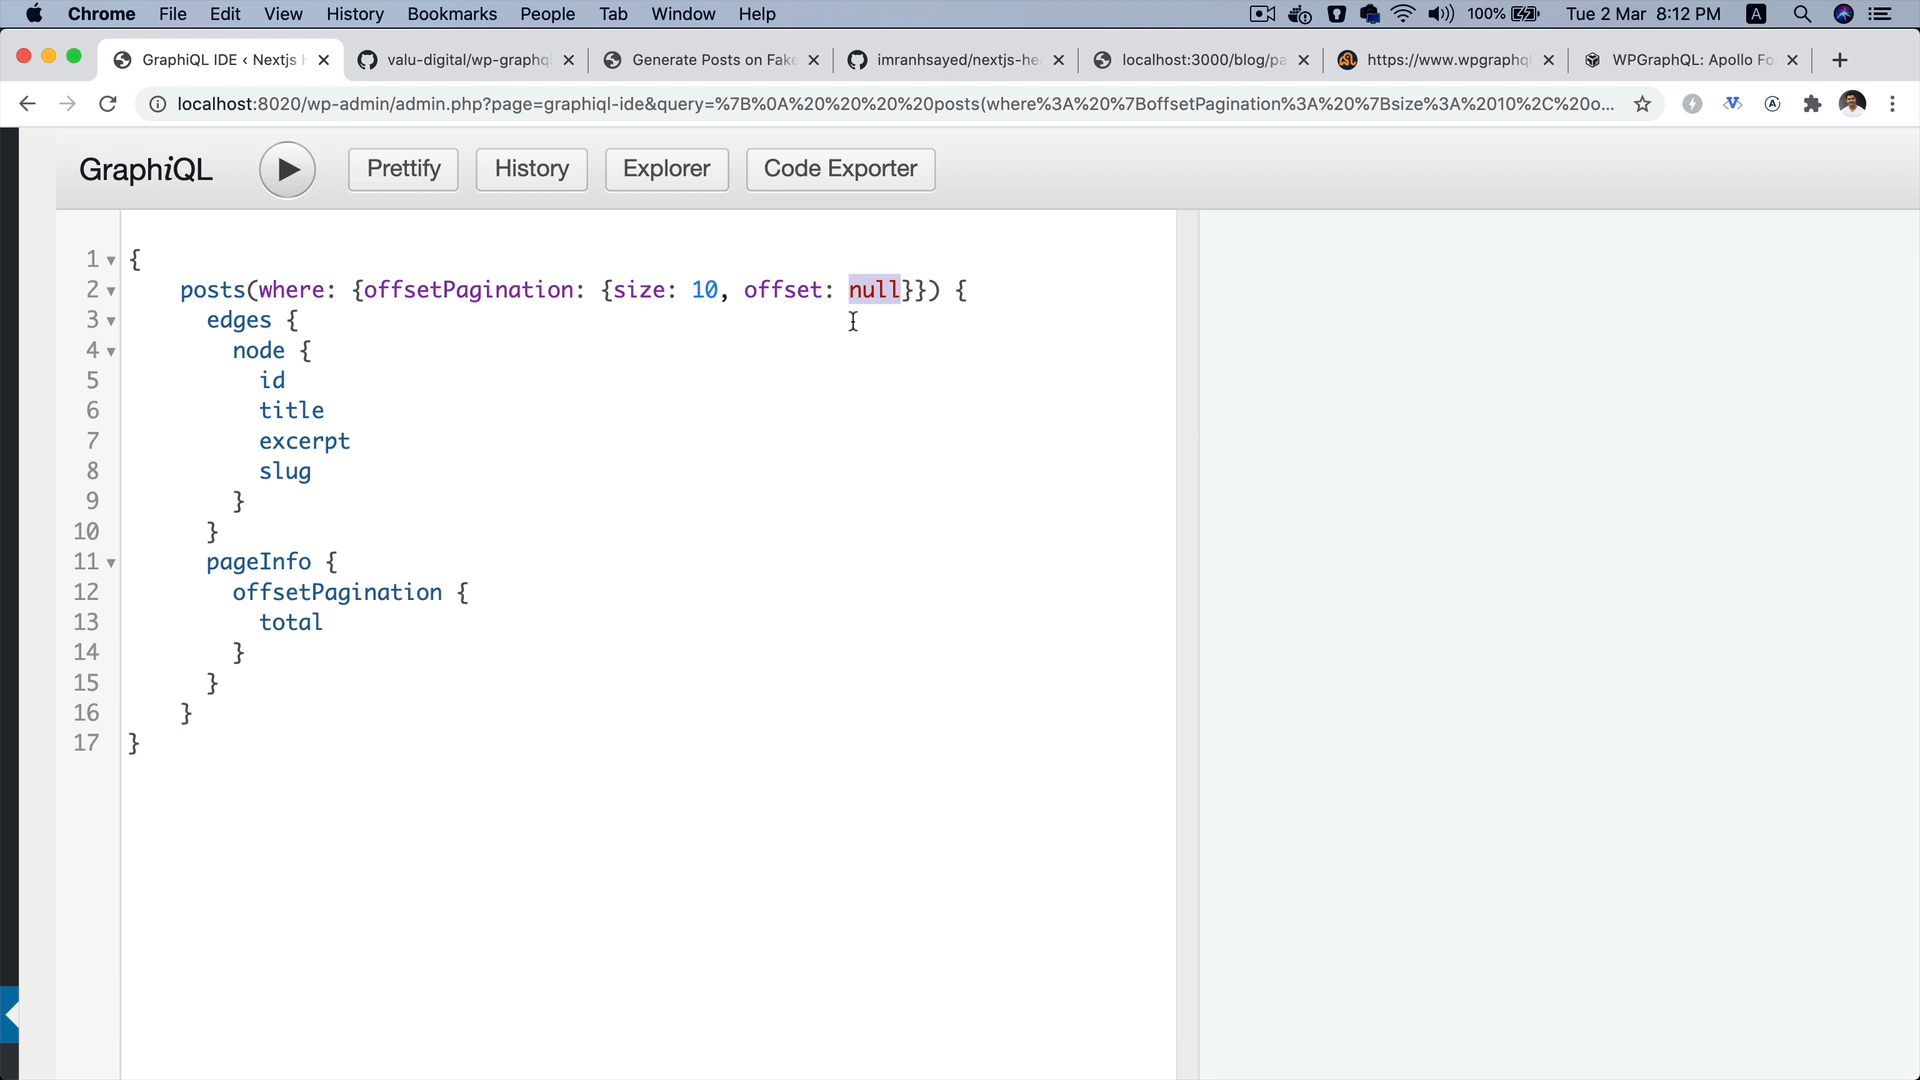 Chrome File Edit View History Bookmarks People Tab Window Help 100% Tue 2 Mar 8:12 PM A
GraphiQL IDE ‹ Nextjs valu-digital/wp-graphq Generate Posts on Fake imranhsayed/nextjs-he localhost:3000/blog/pa https://www.wpgraphq WPGraphQL: Apollo Fo
localhost:8020/wp-admin/admin.php?page=graphiql-ide&query=%7B%0A%20%20%20%20posts(where%3A%20%7BoffsetPagination%3A%20%7Bsize%3A%2010%2C%20o...
GraphiQL Prettify History Explorer Code Exporter
1 {
2 posts(where: {offsetPagination: {size: 10, offset: null}}) {
3 edges {
4 node {
5 id
6 title
7 excerpt
8 slug
9 }
10 }
11 pageInfo {
12 offsetPagination {
13 total
14 }
15 }
16 }
17 }